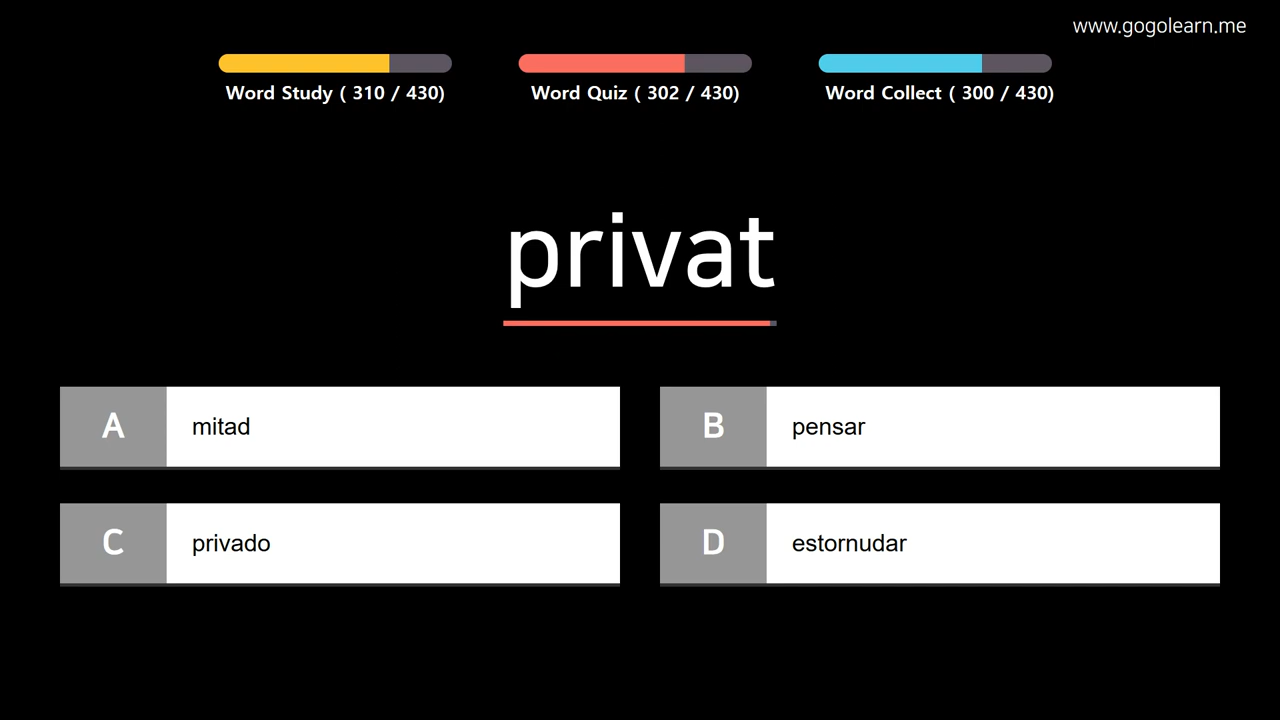 www.gogolearn.me
Word Study ( 310 / 430)
Word Quiz ( 302 / 430)
Word Collect ( 300 / 430)
privat
A mitad
B pensar
C privado
D estornudar